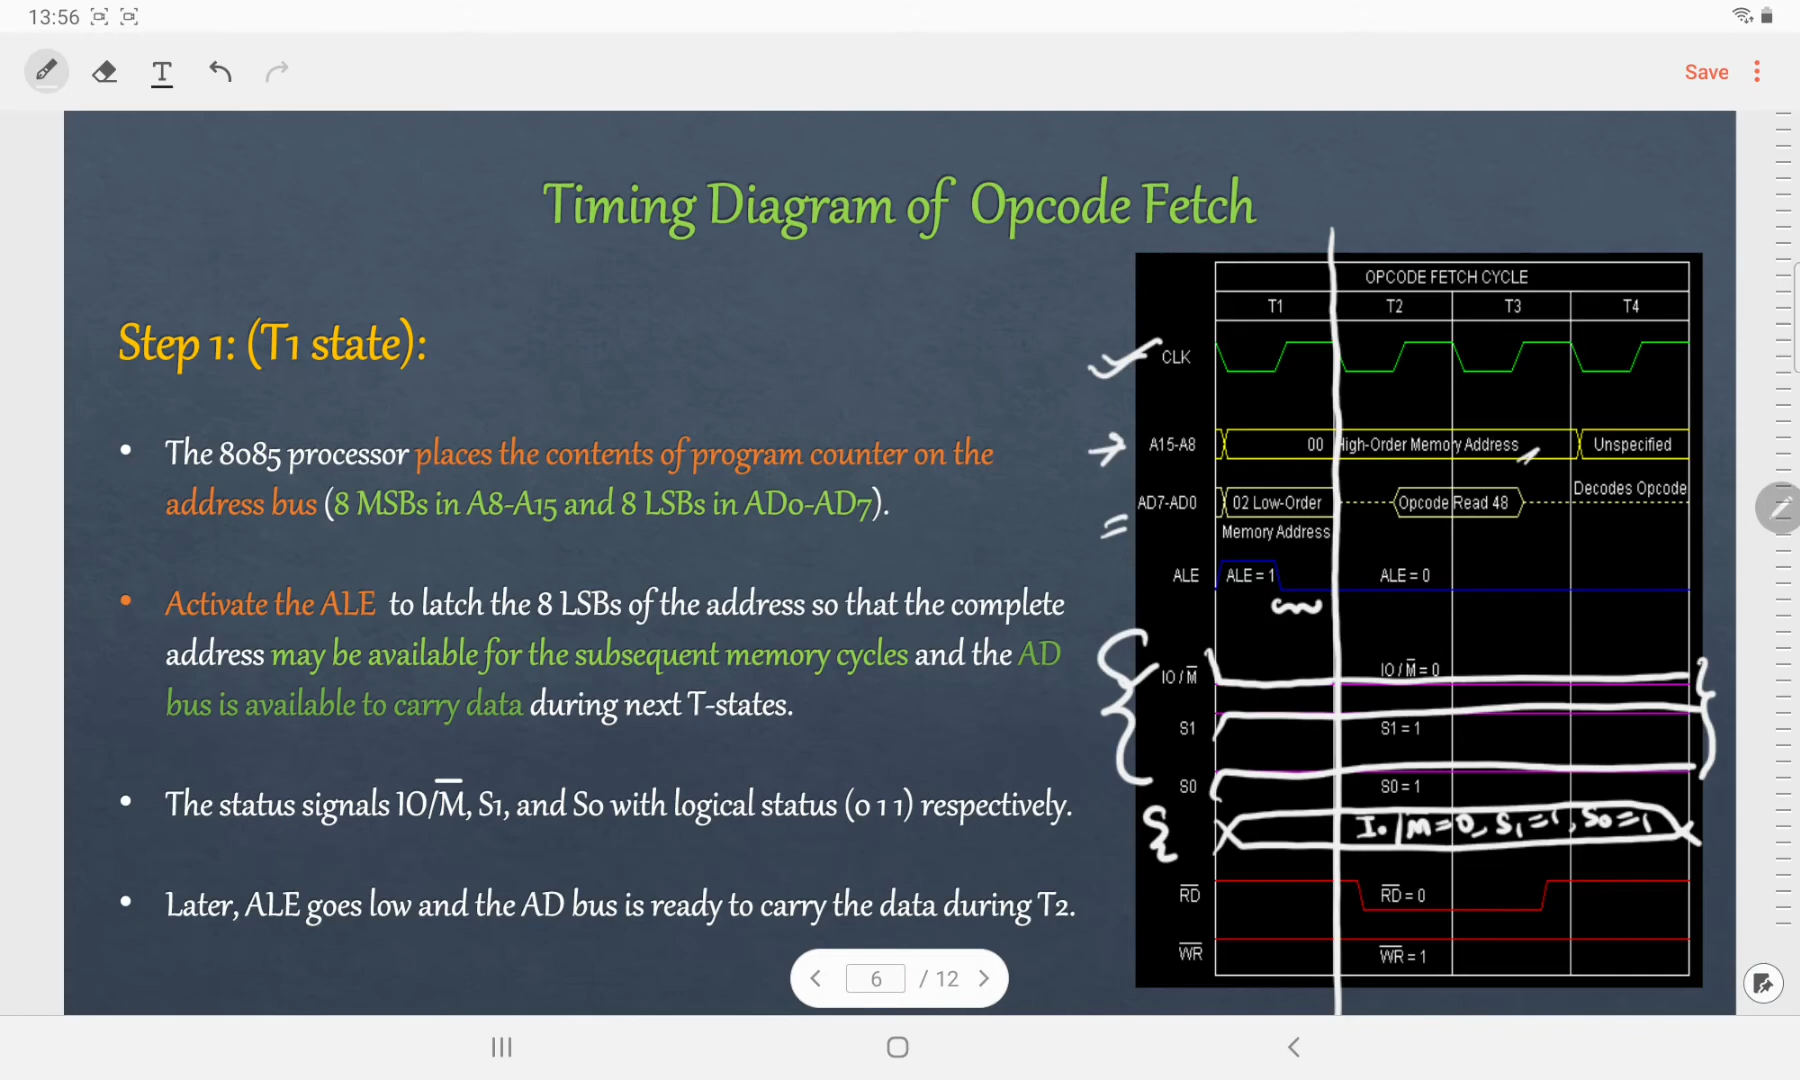 13:56
T
Save
Timing Diagram of Opcode Fetch
Step 1: (T1 state):
• The 8085 processor places the contents of program counter on the
address bus (8 MSBs in A8-A15 and 8 LSBs in AD0-AD7).
• Activate the ALE to latch the 8 LSBs of the address so that the complete
address may be available for the subsequent memory cycles and the AD
bus is available to carry data during next T-states.
• The status signals IO/M̅, S1, and S0 with logical status (0 1 1) respectively.
• Later, ALE goes low and the AD bus is ready to carry the data during T2.
OPCODE FETCH CYCLE
T1 T2 T3 T4
CLK
A15-A8 00 High-Order Memory Address Unspecified
AD7-AD0 02 Low-Order Opcode Read 48 Decodes Opcode
Memory Address
ALE ALE = 1 ALE = 0
IO / M̅ IO / M̅ = 0
S1 S1 = 1
S0 S0 = 1
Io/M=0, S1=1, S0=1
R̅D̅ R̅D̅ = 0
W̅R̅ W̅R̅ = 1
6 / 12